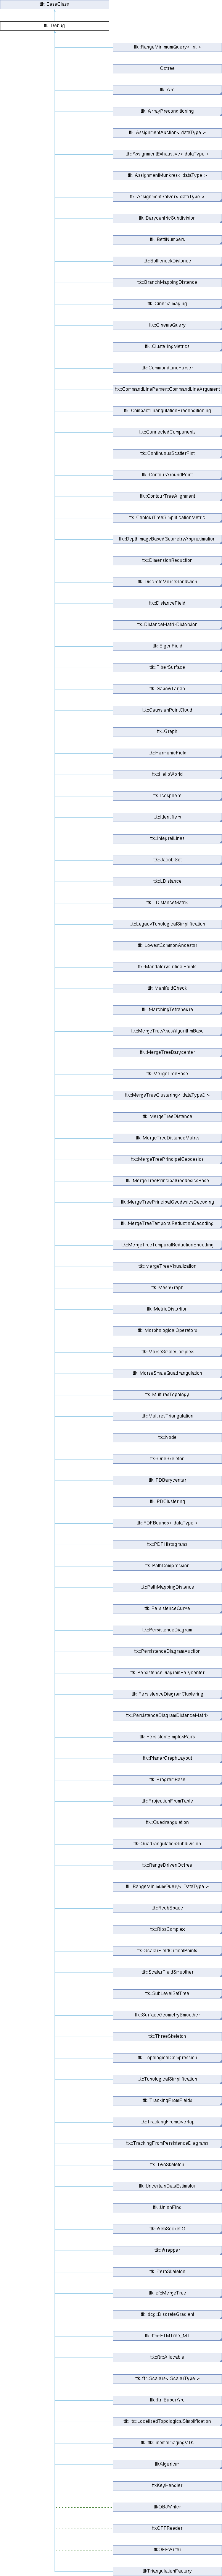 ttk::BaseClass
ttk::Debug
ttk::RangeMinimumQuery< int >
Octree
ttk::Arc
ttk::ArrayPreconditioning
ttk::AssignmentAuction< dataType >
ttk::AssignmentExhaustive< dataType >
ttk::AssignmentMunkres< dataType >
ttk::AssignmentSolver< dataType >
ttk::BarycentricSubdivision
ttk::BettiNumbers
ttk::BottleneckDistance
ttk::BranchMappingDistance
ttk::CinemaImaging
ttk::CinemaQuery
ttk::ClusteringMetrics
ttk::CommandLineParser
ttk::CommandLineParser::CommandLineArgument
ttk::CompactTriangulationPreconditioning
ttk::ConnectedComponents
ttk::ContinuousScatterPlot
ttk::ContourAroundPoint
ttk::ContourTreeAlignment
ttk::ContourTreeSimplificationMetric
ttk::DepthImageBasedGeometryApproximation
ttk::DimensionReduction
ttk::DiscreteMorseSandwich
ttk::DistanceField
ttk::DistanceMatrixDistorsion
ttk::EigenField
ttk::FiberSurface
ttk::GabowTarjan
ttk::GaussianPointCloud
ttk::Graph
ttk::HarmonicField
ttk::HelloWorld
ttk::Icosphere
ttk::Identifiers
ttk::IntegralLines
ttk::JacobiSet
ttk::LDistance
ttk::LDistanceMatrix
ttk::LegacyTopologicalSimplification
ttk::LowestCommonAncestor
ttk::MandatoryCriticalPoints
ttk::ManifoldCheck
ttk::MarchingTetrahedra
ttk::MergeTreeAxesAlgorithmBase
ttk::MergeTreeBarycenter
ttk::MergeTreeBase
ttk::MergeTreeClustering< dataType2 >
ttk::MergeTreeDistance
ttk::MergeTreeDistanceMatrix
ttk::MergeTreePrincipalGeodesics
ttk::MergeTreePrincipalGeodesicsBase
ttk::MergeTreePrincipalGeodesicsDecoding
ttk::MergeTreeTemporalReductionDecoding
ttk::MergeTreeTemporalReductionEncoding
ttk::MergeTreeVisualization
ttk::MeshGraph
ttk::MetricDistortion
ttk::MorphologicalOperators
ttk::MorseSmaleComplex
ttk::MorseSmaleQuadrangulation
ttk::MultiresTopology
ttk::MultiresTriangulation
ttk::Node
ttk::OneSkeleton
ttk::PDBarycenter
ttk::PDClustering
ttk::PDFBounds< dataType >
ttk::PDFHistograms
ttk::PathCompression
ttk::PathMappingDistance
ttk::PersistenceCurve
ttk::PersistenceDiagram
ttk::PersistenceDiagramAuction
ttk::PersistenceDiagramBarycenter
ttk::PersistenceDiagramClustering
ttk::PersistenceDiagramDistanceMatrix
ttk::PersistentSimplexPairs
ttk::PlanarGraphLayout
ttk::ProgramBase
ttk::ProjectionFromTable
ttk::Quadrangulation
ttk::QuadrangulationSubdivision
ttk::RangeDrivenOctree
ttk::RangeMinimumQuery< DataType >
ttk::ReebSpace
ttk::RipsComplex
ttk::ScalarFieldCriticalPoints
ttk::ScalarFieldSmoother
ttk::SubLevelSetTree
ttk::SurfaceGeometrySmoother
ttk::ThreeSkeleton
ttk::TopologicalCompression
ttk::TopologicalSimplification
ttk::TrackingFromFields
ttk::TrackingFromOverlap
ttk::TrackingFromPersistenceDiagrams
ttk::TwoSkeleton
ttk::UncertainDataEstimator
ttk::UnionFind
ttk::WebSocketIO
ttk::Wrapper
ttk::ZeroSkeleton
ttk::cf::MergeTree
ttk::dcg::DiscreteGradient
ttk::ftm::FTMTree_MT
ttk::ftr::Allocable
ttk::ftr::Scalars< ScalarType >
ttk::ftr::SuperArc
ttk::lts::LocalizedTopologicalSimplification
ttk::ttkCinemaImagingVTK
ttkAlgorithm
ttkKeyHandler
ttkOBJWriter
ttkOFFReader
ttkOFFWriter
ttkTriangulationFactory